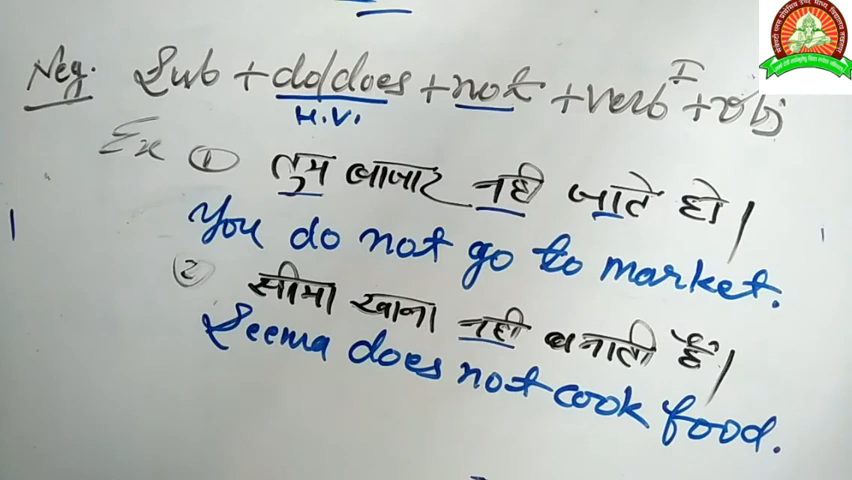 Neg. Sub + do/does + not + verb I + obj
H.V.
Ex ① तुम बाजार नही जाते हो।
You do not go to market.
② सीमा खाना नही बनाती हैं।
Seema does not cook food.